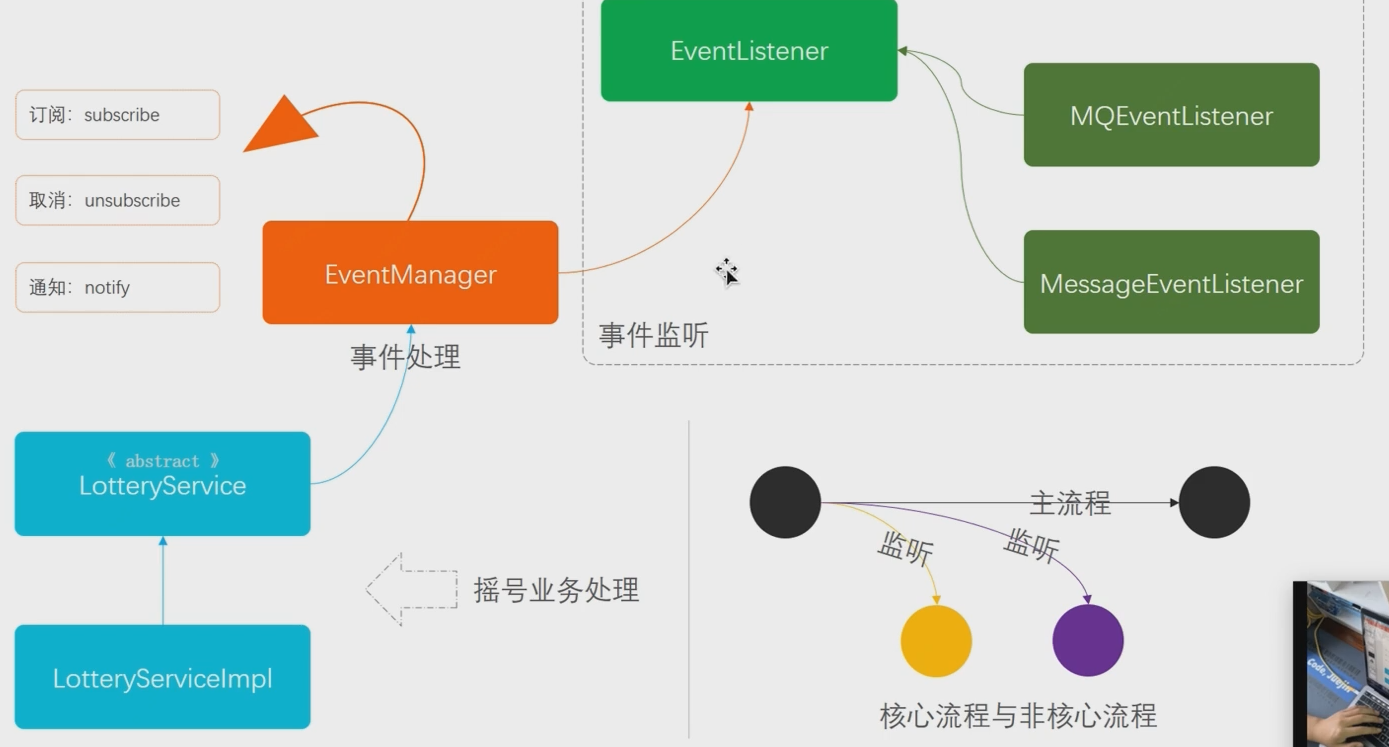 EventListener
MQEventListener
订阅：subscribe
取消：unsubscribe
通知：notify
EventManager
MessageEventListener
事件监听
事件处理
《 abstract 》
LotteryService
摇号业务处理
LotteryServiceImpl
主流程
监听
监听
核心流程与非核心流程
Code, Juejin